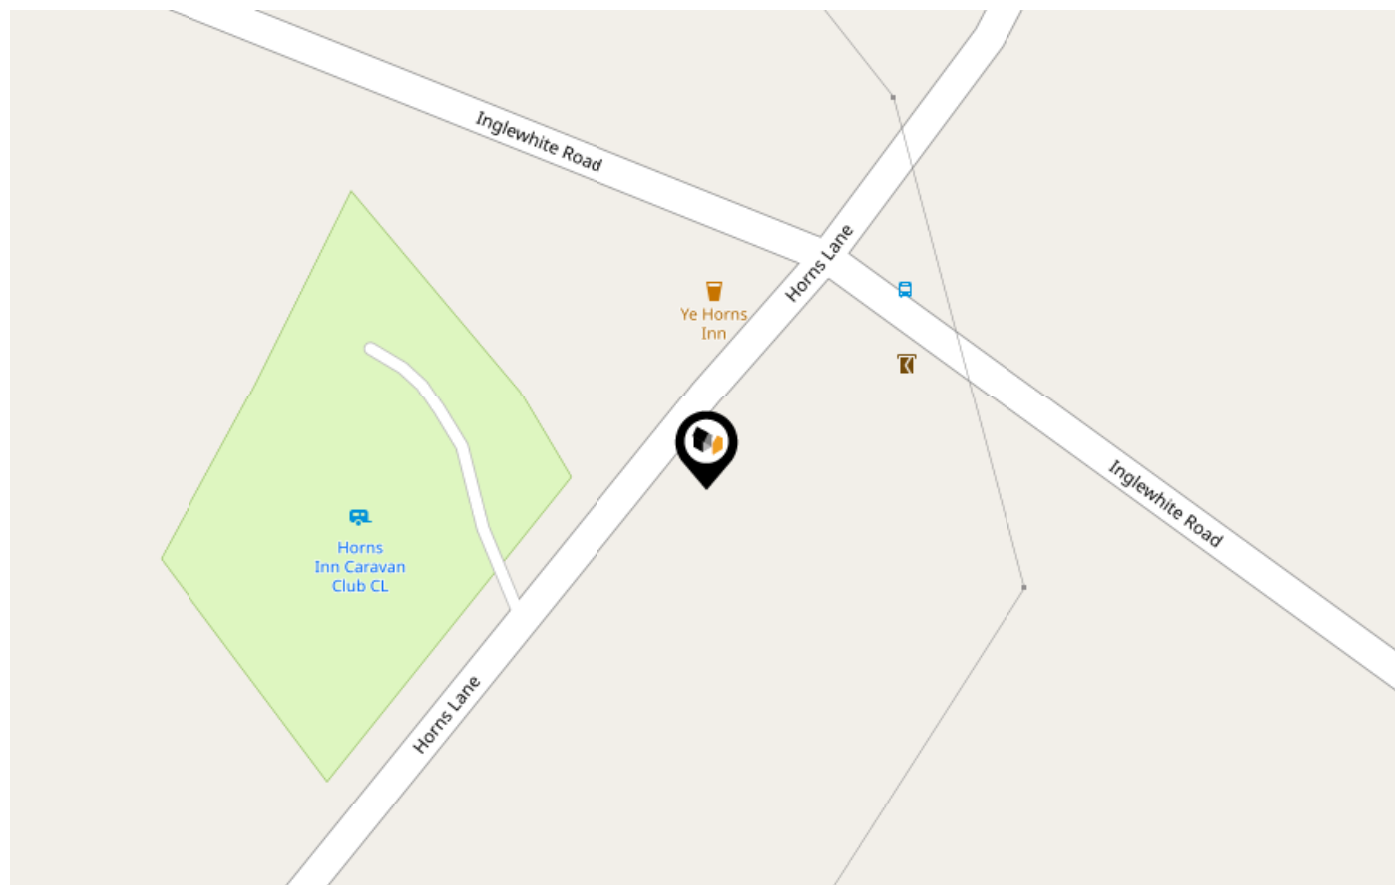 Inglewhite Road
Horns Lane
Ye Horns
Inn
Inglewhite Road
Horns
Inn Caravan
Club CL
Horns Lane